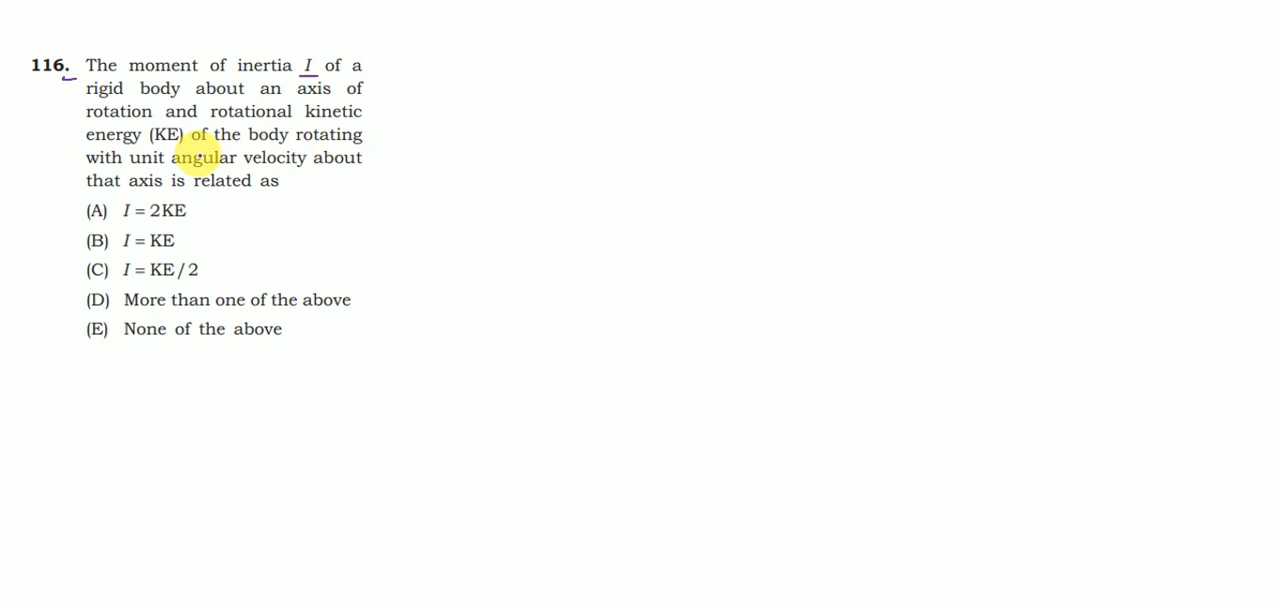 116. The moment of inertia I of a
rigid body about an axis of
rotation and rotational kinetic
energy (KE) of the body rotating
with unit angular velocity about
that axis is related as
(A) I = 2KE
(B) I = KE
(C) I = KE/2
(D) More than one of the above
(E) None of the above